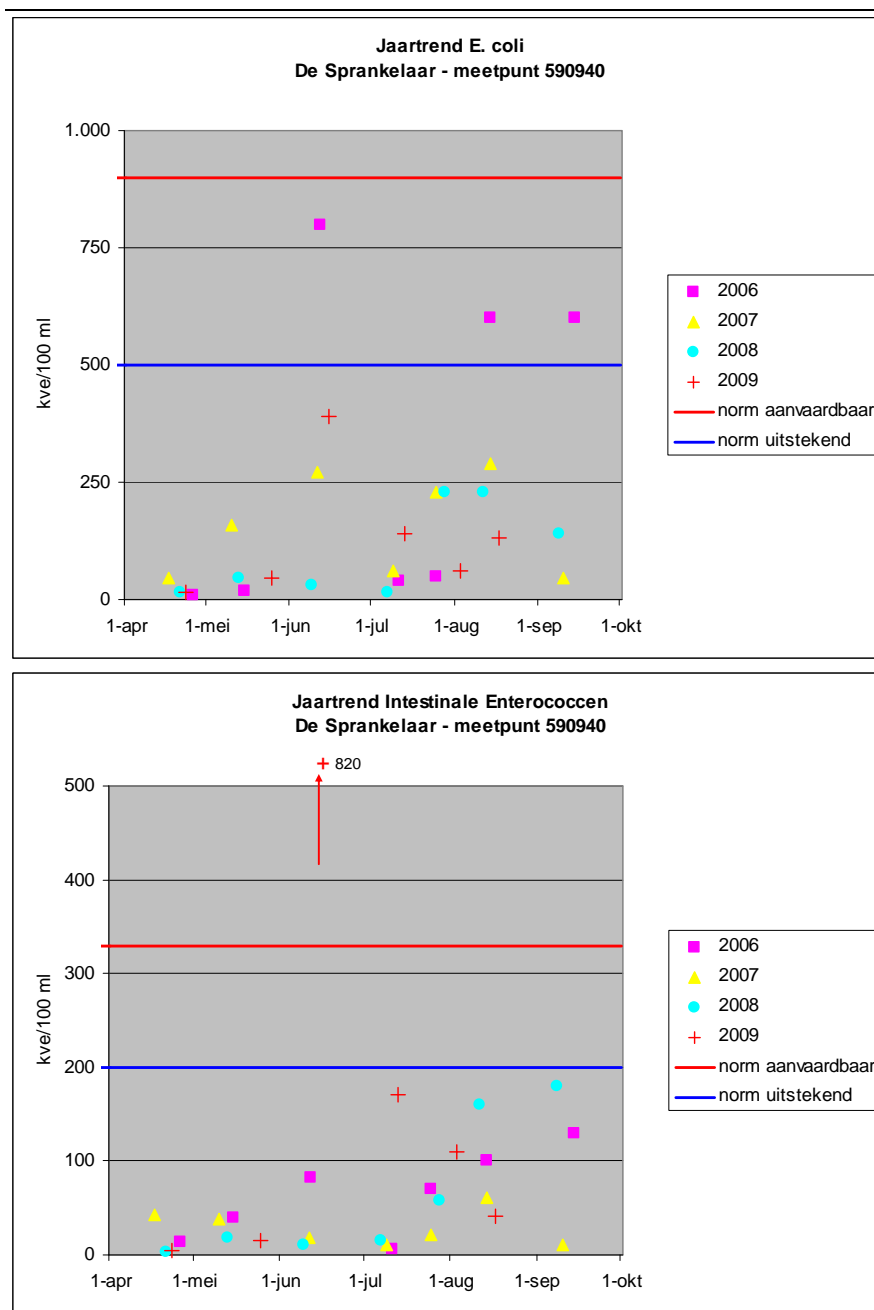 Jaartrend E. coli
De Sprankelaar - meetpunt 590940
1.000
750
500
250
0
kve/100 ml
1-apr 1-mei 1-jun 1-jul 1-aug 1-sep 1-okt
2006
2007
2008
2009
norm aanvaardbaar
norm uitstekend
Jaartrend Intestinale Enterococcen
De Sprankelaar - meetpunt 590940
820
500
400
300
200
100
0
kve/100 ml
1-apr 1-mei 1-jun 1-jul 1-aug 1-sep 1-okt
2006
2007
2008
2009
norm aanvaardbaar
norm uitstekend